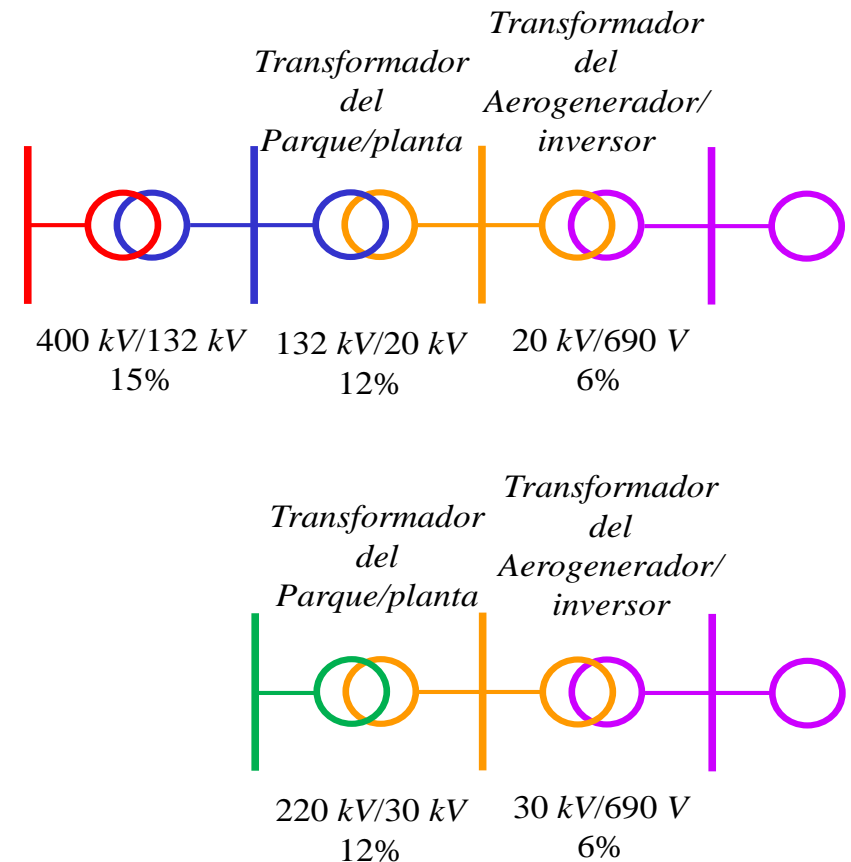 Transformador
del
Parque/planta
Transformador
del
Aerogenerador/
inversor
400 kV/132 kV
15%
132 kV/20 kV
12%
20 kV/690 V
6%
Transformador
del
Parque/planta
Transformador
del
Aerogenerador/
inversor
220 kV/30 kV
12%
30 kV/690 V
6%